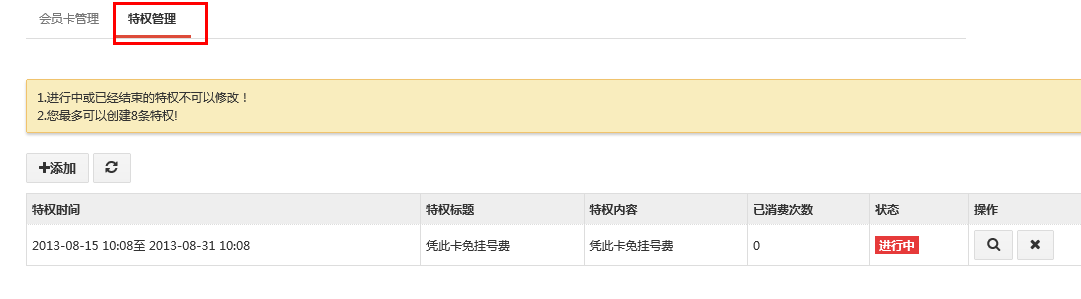 会员卡管理 特权管理
1.进行中或已经结束的特权不可以修改！
2.您最多可以创建8条特权!
添加
特权时间 特权标题 特权内容 已消费次数 状态 操作
2013-08-15 10:08至 2013-08-31 10:08 凭此卡免挂号费 凭此卡免挂号费 0 进行中